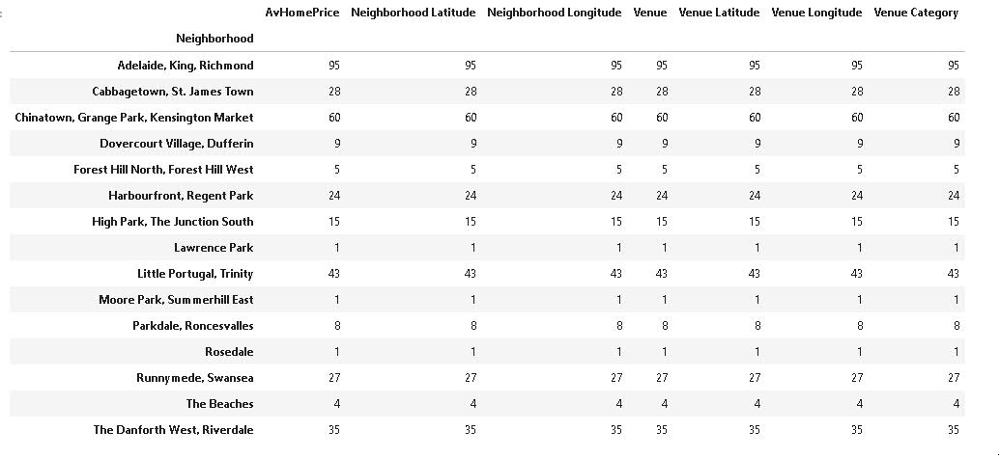 AvHomePrice Neighborhood Latitude Neighborhood Longitude Venue Venue Latitude Venue Longitude Venue Category
Neighborhood
Adelaide, King, Richmond 95 95 95 95 95 95 95
Cabbagetown, St. James Town 28 28 28 28 28 28 28
Chinatown, Grange Park, Kensington Market 60 60 60 60 60 60 60
Dovercourt Village, Dufferin 9 9 9 9 9 9 9
Forest Hill North, Forest Hill West 5 5 5 5 5 5 5
Harbourfront, Regent Park 24 24 24 24 24 24 24
High Park, The Junction South 15 15 15 15 15 15 15
Lawrence Park 1 1 1 1 1 1 1
Little Portugal, Trinity 43 43 43 43 43 43 43
Moore Park, Summerhill East 1 1 1 1 1 1 1
Parkdale, Roncesvalles 8 8 8 8 8 8 8
Rosedale 1 1 1 1 1 1 1
Runnymede, Swansea 27 27 27 27 27 27 27
The Beaches 4 4 4 4 4 4 4
The Danforth West, Riverdale 35 35 35 35 35 35 35